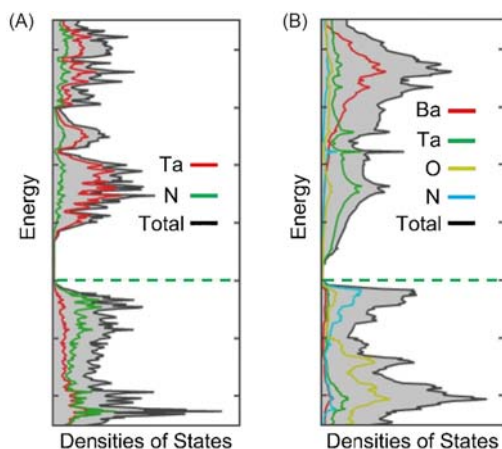 (A)
Energy
Ta
N
Total
Densities of States
(B)
Energy
Ba
Ta
O
N
Total
Densities of States